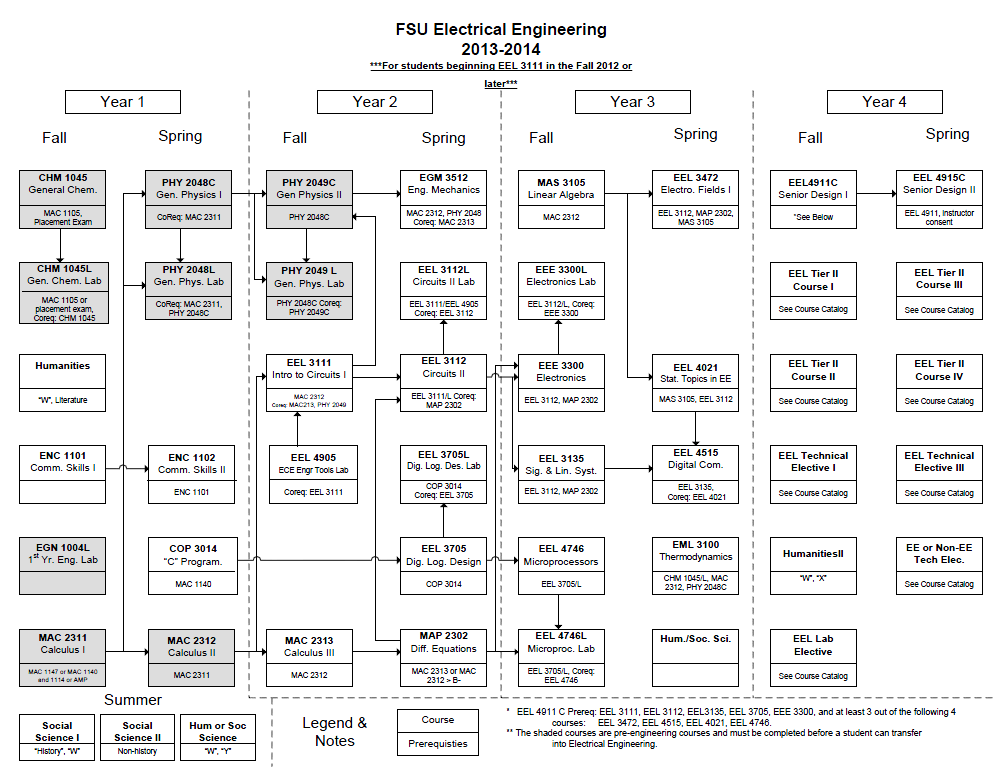 FSU Electrical Engineering
2013-2014
***For students beginning EEL 3111 in the Fall 2012 or
later***
Year 1
Year 2
Year 3
Year 4
Fall
Spring
Fall
Spring
Fall
Spring
Fall
Spring
CHM 1045
General Chem.
MAC 1105,
Placement Exam
PHY 2048C
Gen. Physics I
CoReq: MAC 2311
PHY 2049C
Gen. Physics II
PHY 2048C
EGM 3512
Eng. Mechanics
MAC 2312, PHY 2048
Coreq: MAC 2313
MAS 3105
Linear Algebra
MAC 2312
EEL 3472
Electro. Fields I
EEL 3112, MAP 2302,
MAS 3105
EEL4911C
Senior Design I
*See Below
EEL 4915C
Senior Design II
EEL 4911, Instructor
consent
CHM 1045L
Gen. Chem. Lab
MAC 1105 or
placement exam,
Coreq: CHM 1045
PHY 2048L
Gen. Phys. Lab
CoReq: MAC 2311,
PHY 2048C
PHY 2049 L
Gen. Phys. Lab
PHY 2048C Coreq:
PHY 2049C
EEL 3112L
Circuits II Lab
EEL 3111/EEL 4905
Coreq: EEL 3112
EEE 3300L
Electronics Lab
EEL 3112/L, Coreq:
EEE 3300
EEL Tier II
Course I
See Course Catalog
EEL Tier II
Course III
See Course Catalog
Humanities
"W", Literature
EEL 3111
Intro to Circuits I
MAC 2312
Coreq: MAC213, PHY 2049
EEL 3112
Circuits II
EEL 3111/L Coreq:
MAP 2302
EEE 3300
Electronics
EEL 3112, MAP 2302
EEL 4021
Stat. Topics in EE
MAS 3105, EEL 3112
EEL Tier II
Course II
See Course Catalog
EEL Tier II
Course IV
See Course Catalog
ENC 1101
Comm. Skills I
ENC 1102
Comm. Skills II
ENC 1101
EEL 4905
ECE Engr Tools Lab
Coreq: EEL 3111
EEL 3705L
Dig. Log. Des. Lab
COP 3014
Coreq: EEL 3705
EEL 3135
Sig. & Lin. Syst.
EEL 3112, MAP 2302
EEL 4515
Digital Com.
EEL 3135,
Coreq: EEL 4021
EEL Technical
Elective I
See Course Catalog
EEL Technical
Elective III
See Course Catalog
EGN 1004L
1st Yr. Eng. Lab
COP 3014
"C" Program.
MAC 1140
EEL 3705
Dig. Log. Design
COP 3014
EEL 4746
Microprocessors
EEL 3705/L
EML 3100
Thermodynamics
CHM 1045/L, MAC
2312, PHY 2048C
HumanitiesII
"W", "X"
EE or Non-EE
Tech Elec.
See Course Catalog
MAC 2311
Calculus I
MAC 1147 or MAC 1140
and 1114 or AMP
MAC 2312
Calculus II
MAC 2311
MAC 2313
Calculus III
MAC 2312
MAP 2302
Diff. Equations
MAC 2313 or MAC
2312 > B-
EEL 4746L
Microproc. Lab
EEL 3705/L, Coreq:
EEL 4746
Hum./Soc. Sci.
EEL Lab
Elective
See Course Catalog
Summer
Social
Science I
"History", "W"
Social
Science II
Non-history
Hum or Soc
Science
"W", "Y"
Legend &
Notes
Course
Prerequisties
* EEL 4911 C Prereq: EEL 3111, EEL 3112, EEL3135, EEL 3705, EEE 3300, and at least 3 out of the following 4
courses: EEL 3472, EEL 4515, EEL 4021, EEL 4746.
** The shaded courses are pre-engineering courses and must be completed before a student can transfer
into Electrical Engineering.